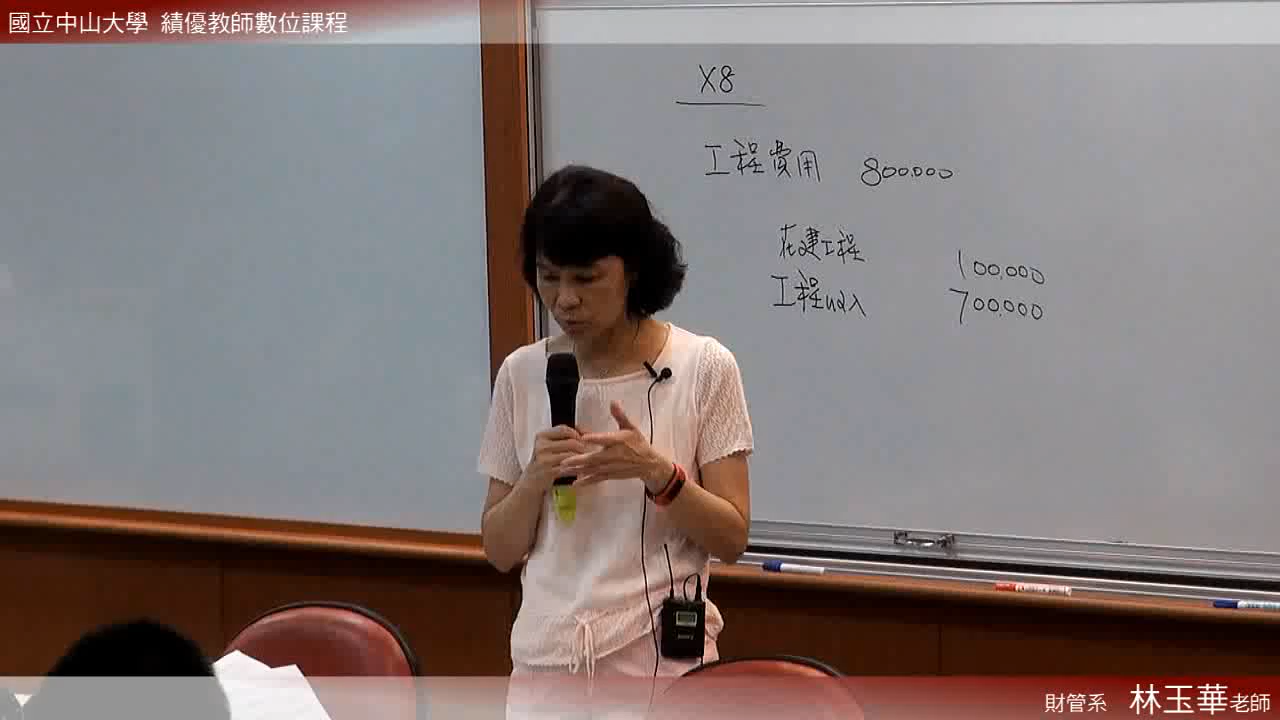 國立中山大學 績優教師數位課程
X8
工程費用 800,000
在建工程 100,000
工程收入 700,000
財管系 林玉華老師